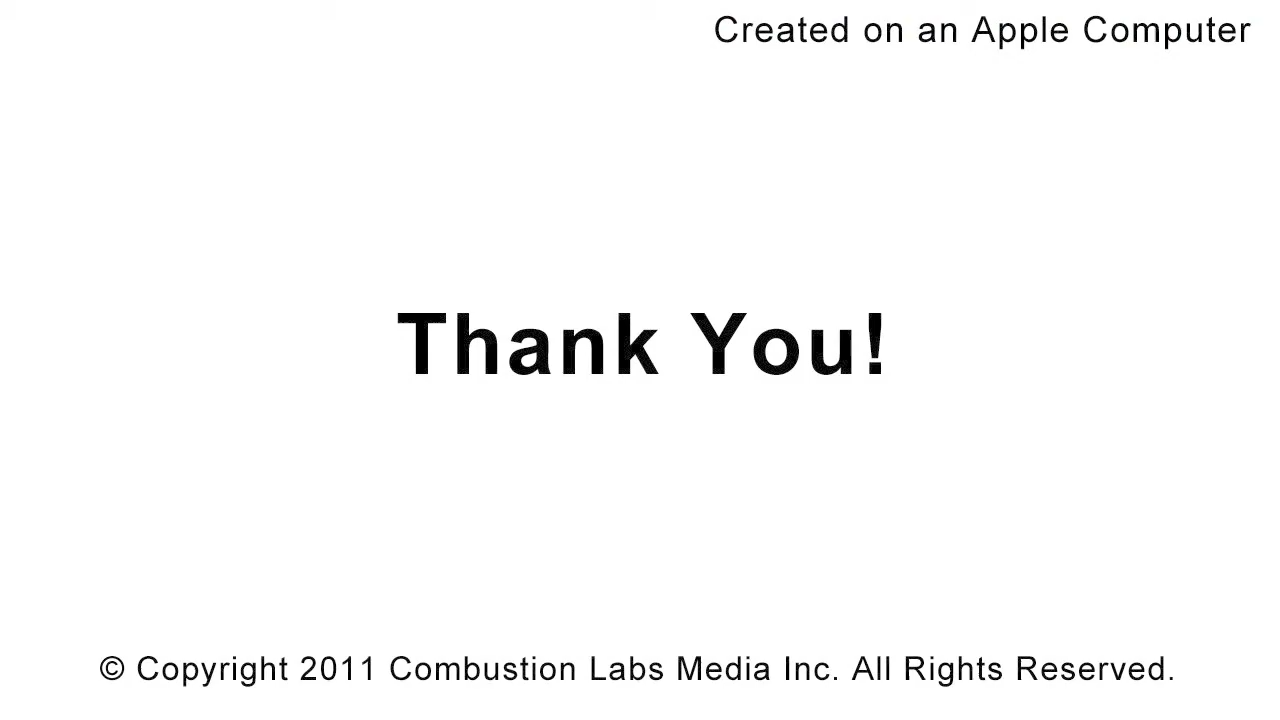 Created on an Apple Computer
Thank You!
© Copyright 2011 Combustion Labs Media Inc. All Rights Reserved.